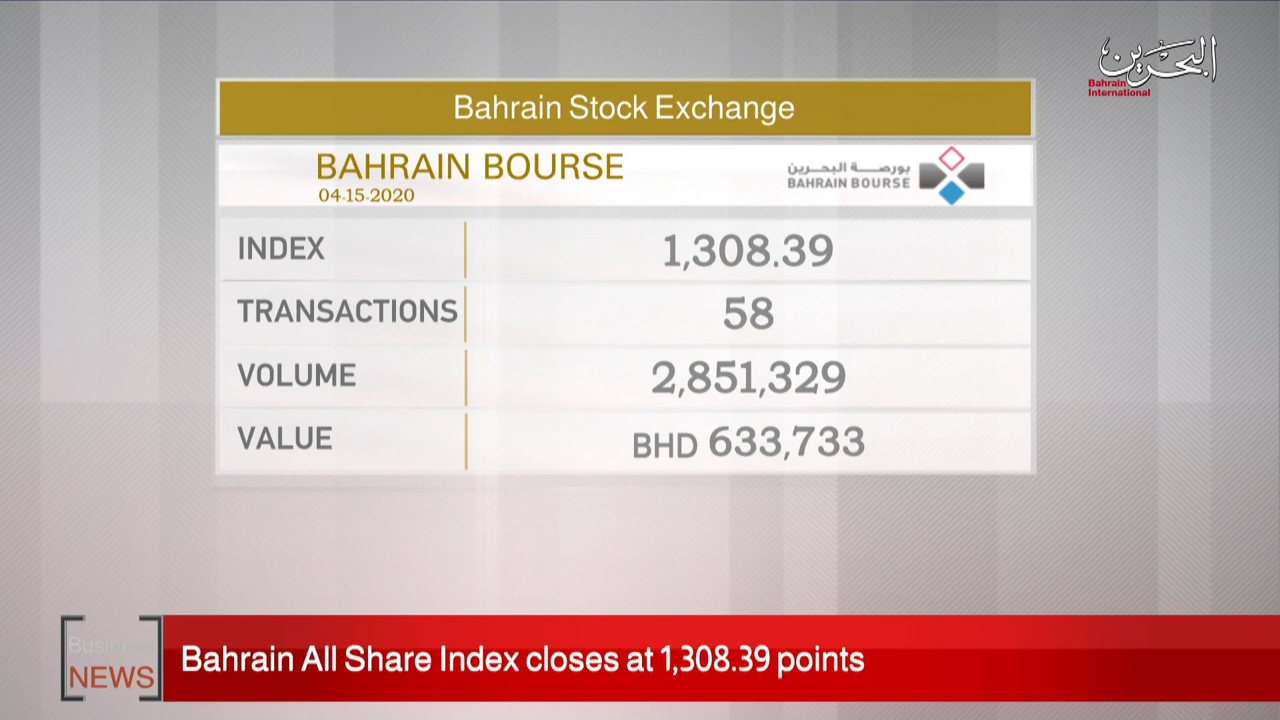 البحرين
Bahrain
International
Bahrain Stock Exchange
BAHRAIN BOURSE
04-15-2020
بورصة البحرين
BAHRAIN BOURSE
INDEX 1,308.39
TRANSACTIONS 58
VOLUME 2,851,329
VALUE BHD 633,733
Business
NEWS
Bahrain All Share Index closes at 1,308.39 points